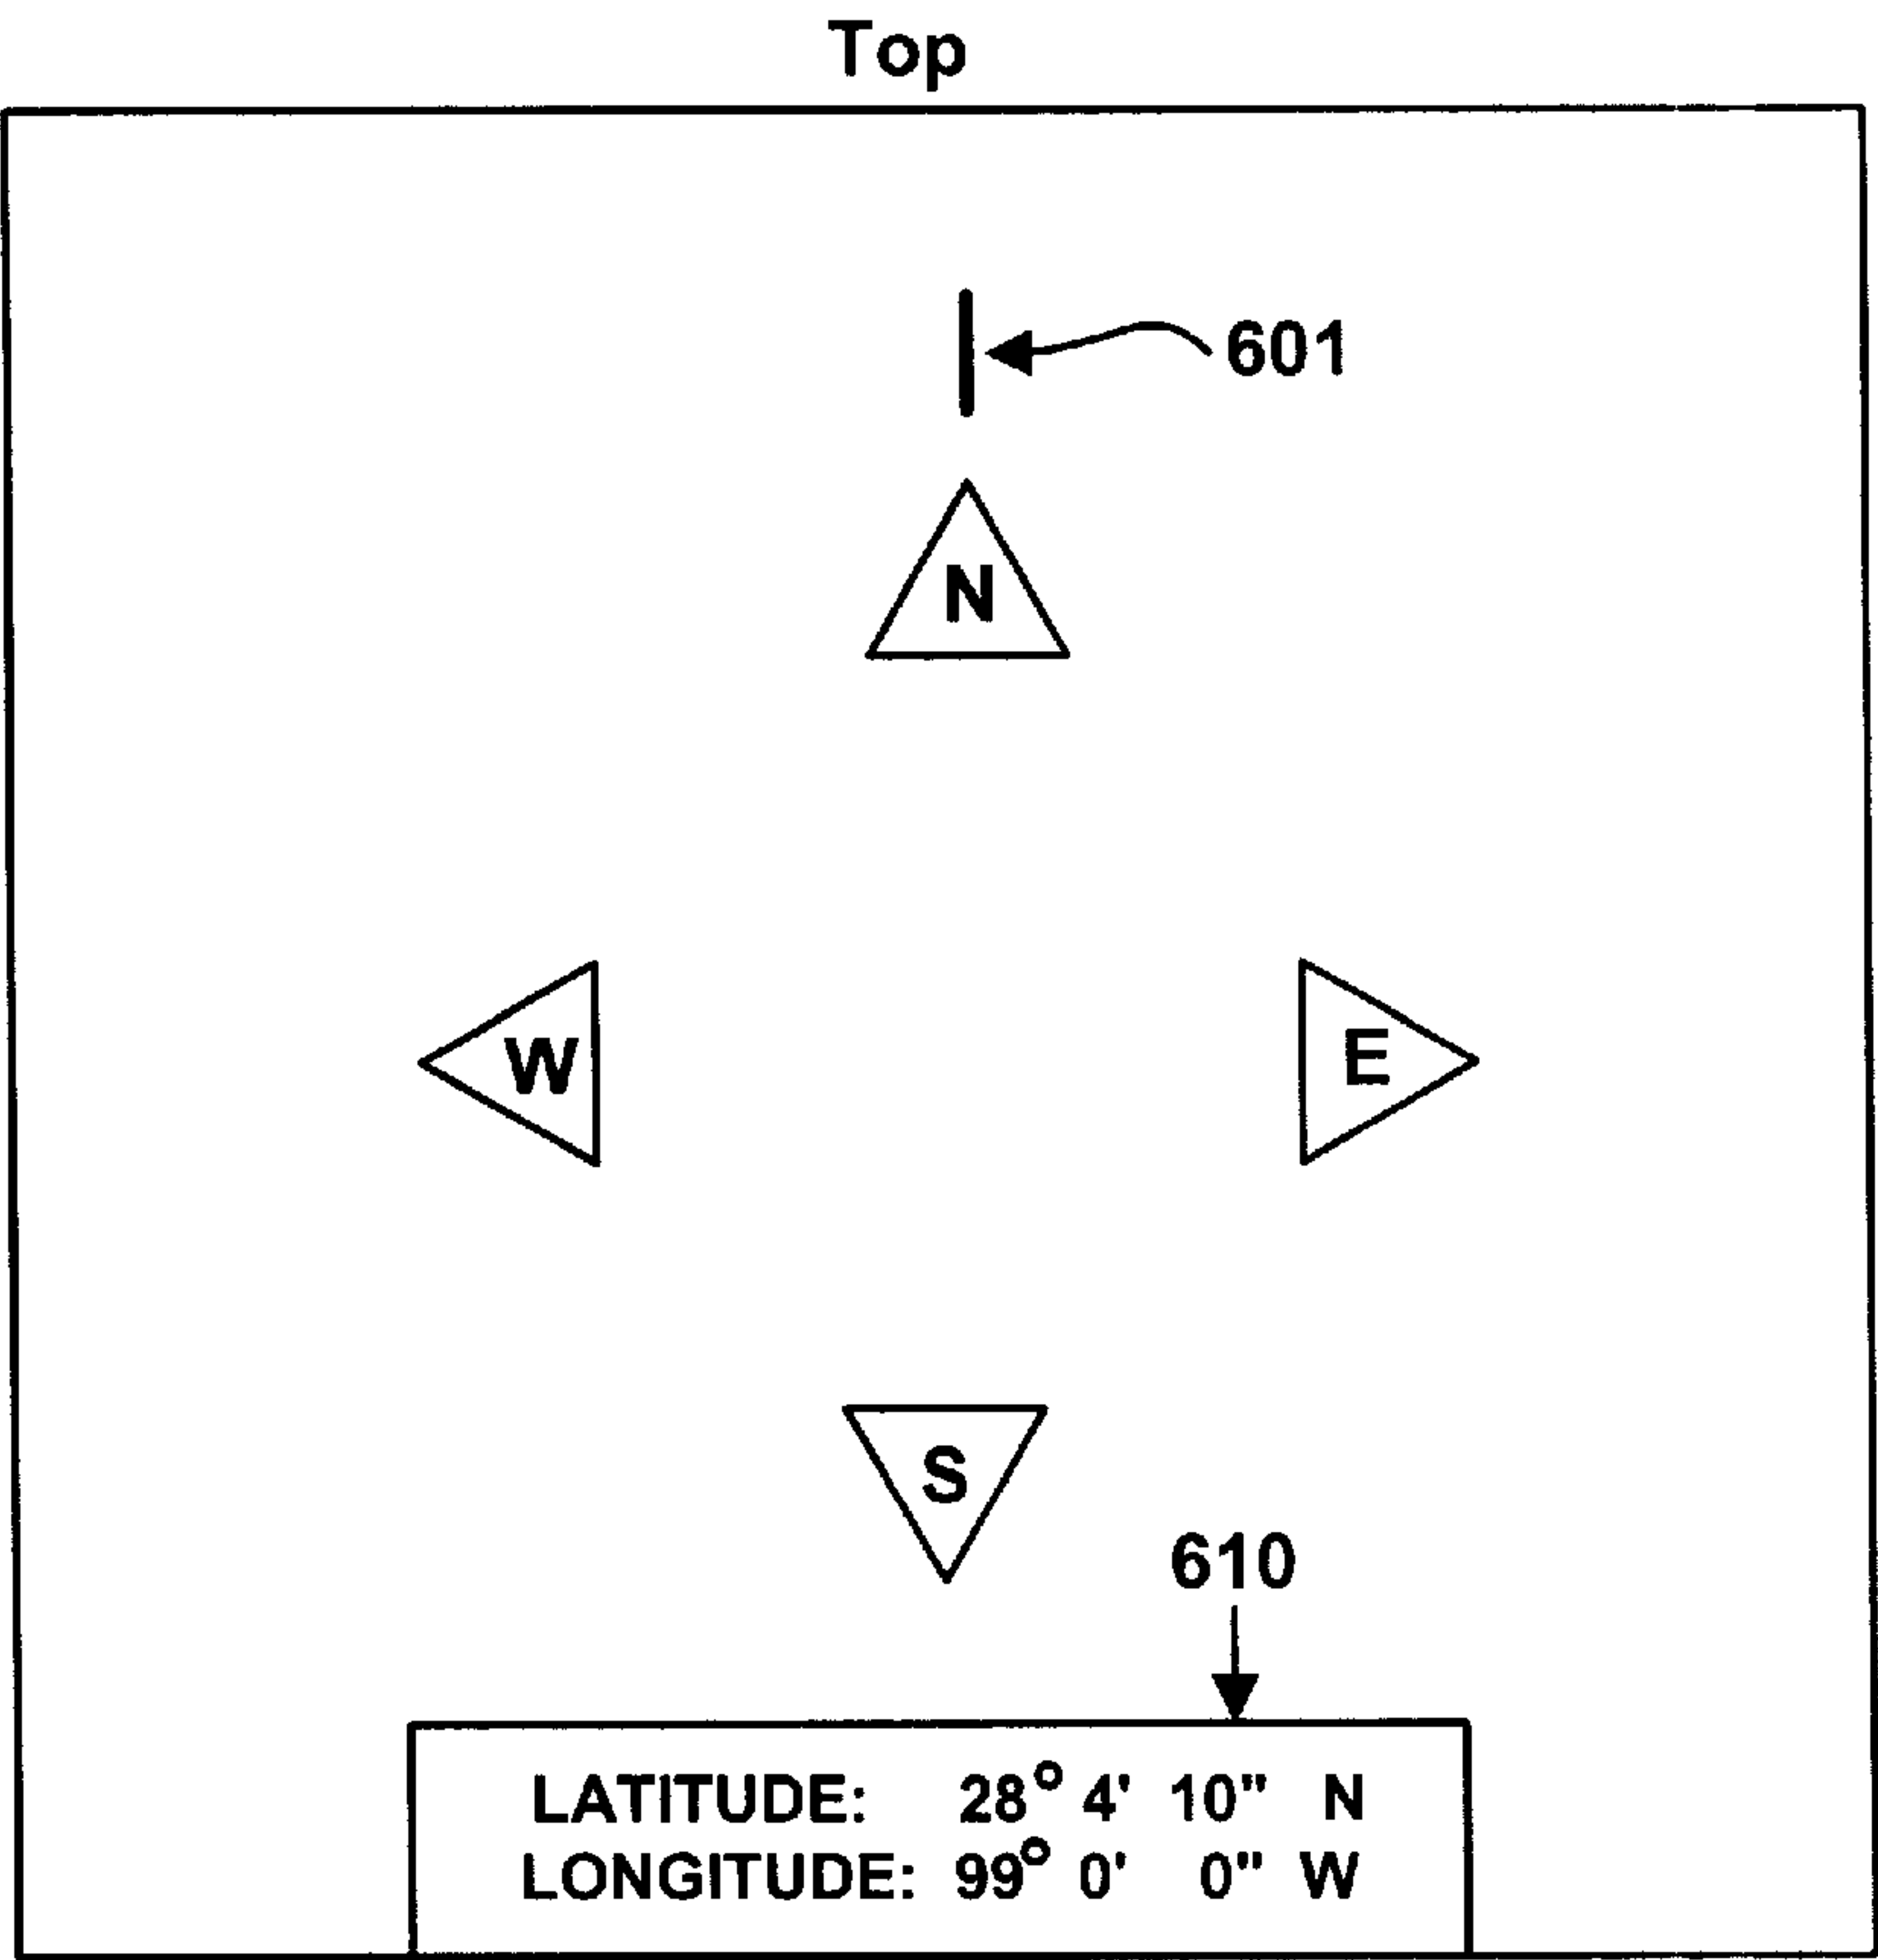 Top
601
N
W
E
S
610
LATITUDE: 28° 4' 10" N
LONGITUDE: 99° 0' 0" W